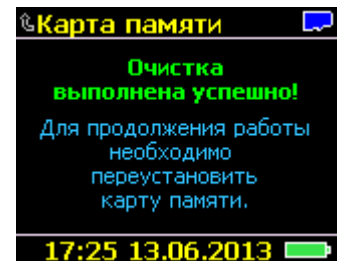 Карта памяти
Очистка
выполнена успешно!
Для продолжения работы
необходимо
переустановить
карту памяти.
17:25 13.06.2013